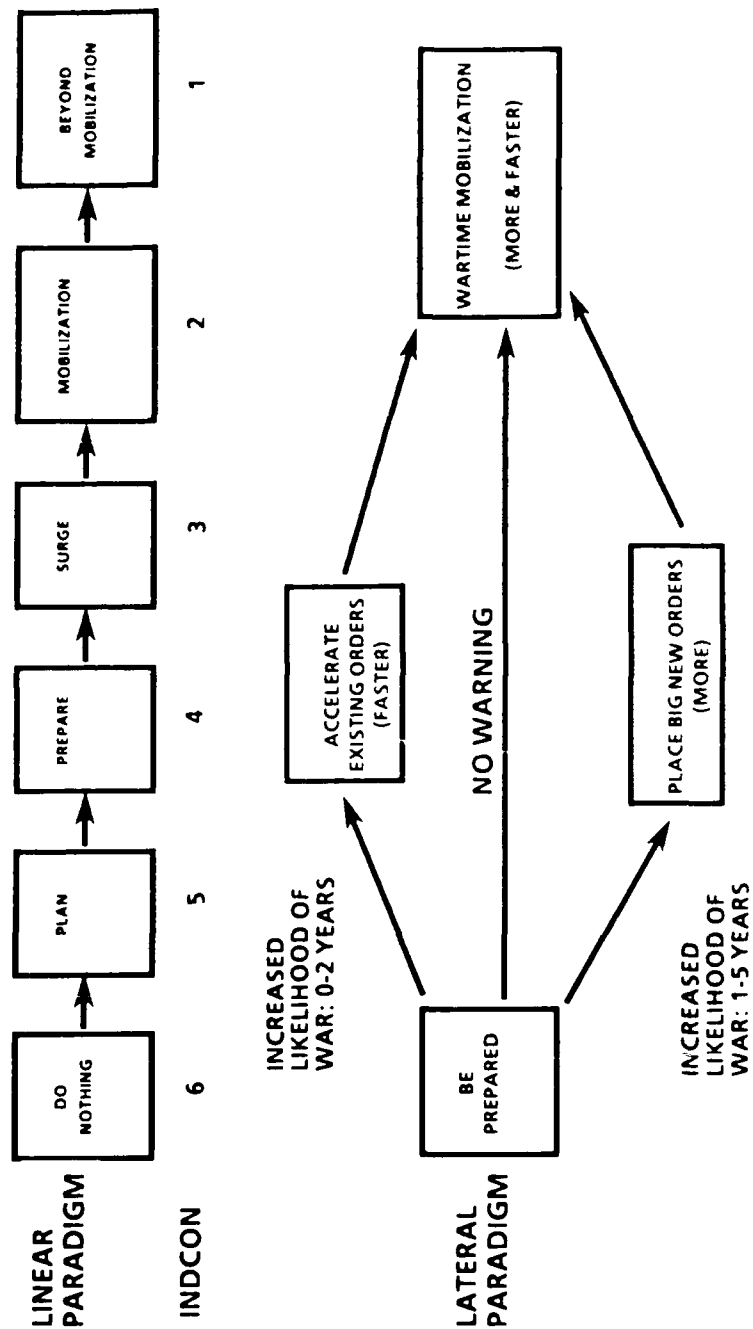 LINEAR
PARADIGM
DO
NOTHING
PLAN
PREPARE
SURGE
MOBILIZATION
BEYOND
MOBILIZATION
INDCON
6
5
4
3
2
1
LATERAL
PARADIGM
BE
PREPARED
INCREASED
LIKELIHOOD OF
WAR: 0-2 YEARS
ACCELERATE
EXISTING ORDERS
(FASTER)
NO WARNING
WARTIME MOBILIZATION
(MORE & FASTER)
INCREASED
LIKELIHOOD OF
WAR: 1-5 YEARS
PLACE BIG NEW ORDERS
(MORE)